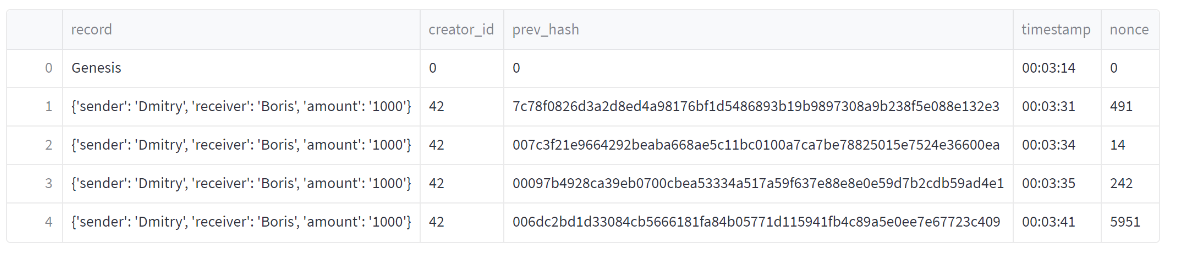 record creator_id prev_hash timestamp nonce
0 Genesis 0 0 00:03:14 0
1 {'sender': 'Dmitry', 'receiver': 'Boris', 'amount': '1000'} 42 7c78f0826d3a2d8ed4a98176bf1d5486893b19b9897308a9b238f5e088e132e3 00:03:31 491
2 {'sender': 'Dmitry', 'receiver': 'Boris', 'amount': '1000'} 42 007c3f21e9664292beaba668ae5c11bc0100a7ca7be78825015e7524e36600ea 00:03:34 14
3 {'sender': 'Dmitry', 'receiver': 'Boris', 'amount': '1000'} 42 00097b4928ca39eb0700cbea53334a517a59f637e88e8e0e59d7b2cdb59ad4e1 00:03:35 242
4 {'sender': 'Dmitry', 'receiver': 'Boris', 'amount': '1000'} 42 006dc2bd1d33084cb5666181fa84b05771d115941fb4c89a5e0ee7e67723c409 00:03:41 5951